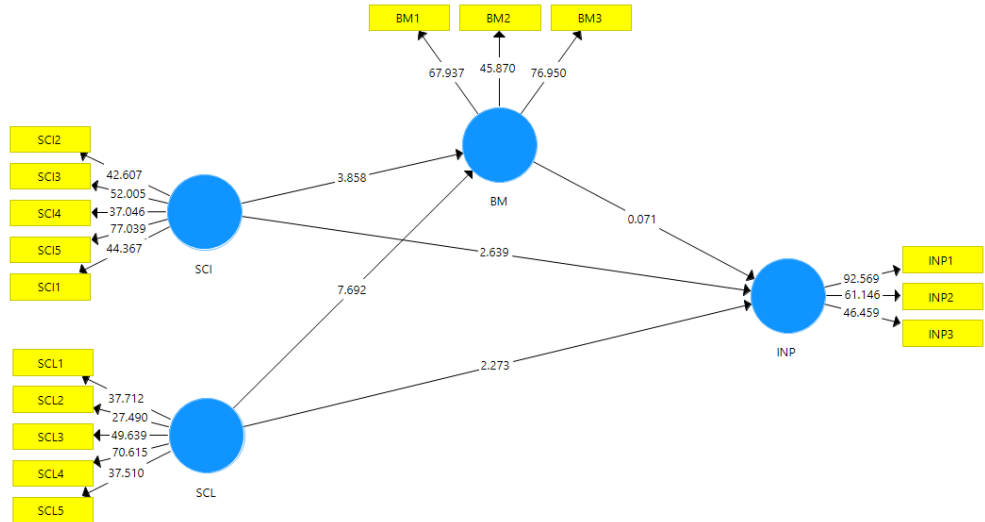 BM1
BM2
BM3
67.937
45.870
76.950
SCI2
SCI3
SCI4
SCI5
SCI1
42.607
52.005
37.046
77.039
44.367
SCI
3.858
BM
0.071
2.639
7.692
2.273
INP
92.569
61.146
46.459
INP1
INP2
INP3
SCL1
SCL2
SCL3
SCL4
SCL5
37.712
27.490
49.639
70.615
37.510
SCL